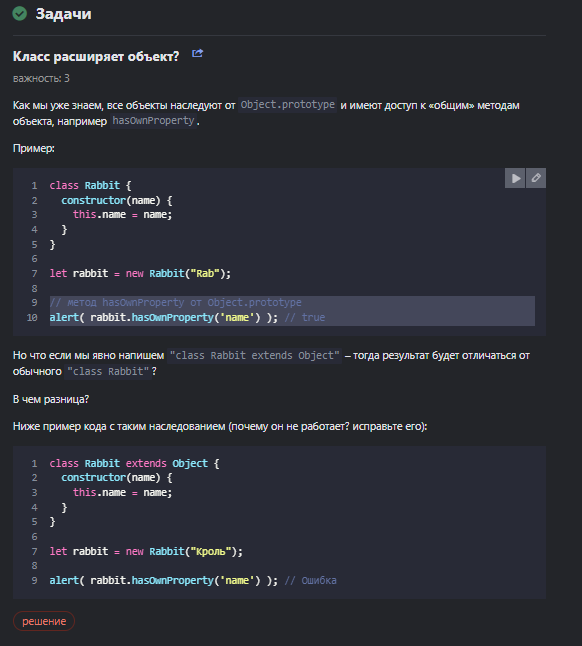 Задачи
Класс расширяет объект?
важность: 3
Как мы уже знаем, все объекты наследуют от Object.prototype и имеют доступ к «общим» методам
объекта, например hasOwnProperty.
Пример:
1 class Rabbit {
2   constructor(name) {
3     this.name = name;
4   }
5 }
6
7 let rabbit = new Rabbit("Rab");
8
9 // метод hasOwnProperty от Object.prototype
10 alert( rabbit.hasOwnProperty('name') ); // true
Но что если мы явно напишем "class Rabbit extends Object" – тогда результат будет отличаться от
обычного "class Rabbit"?
В чем разница?
Ниже пример кода с таким наследованием (почему он не работает? исправьте его):
1 class Rabbit extends Object {
2   constructor(name) {
3     this.name = name;
4   }
5 }
6
7 let rabbit = new Rabbit("Кроль");
8
9 alert( rabbit.hasOwnProperty('name') ); // Ошибка
решение